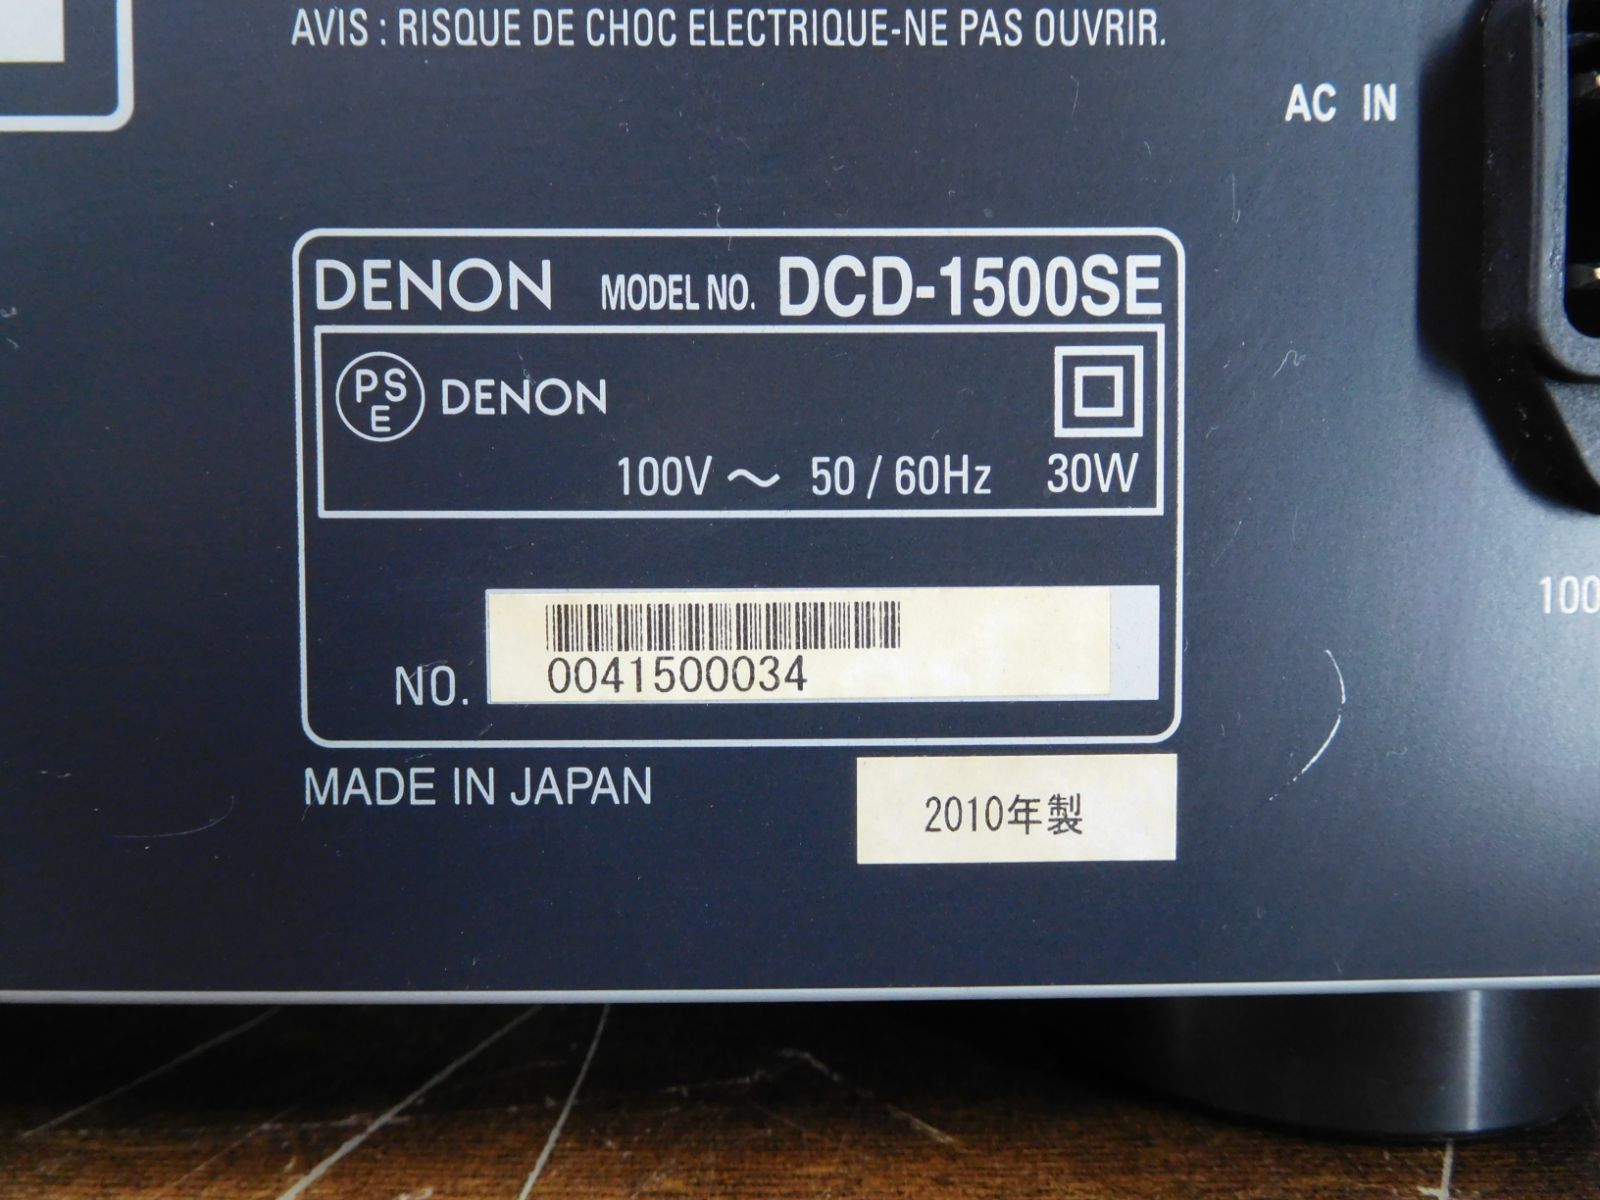 AVIS : RISQUE DE CHOC ELECTRIQUE-NE PAS OUVRIR.
AC IN
DENON MODEL NO. DCD-1500SE
PSE DENON
100V ~ 50 / 60Hz 30W
100
NO. 0041500034
MADE IN JAPAN
2010年製